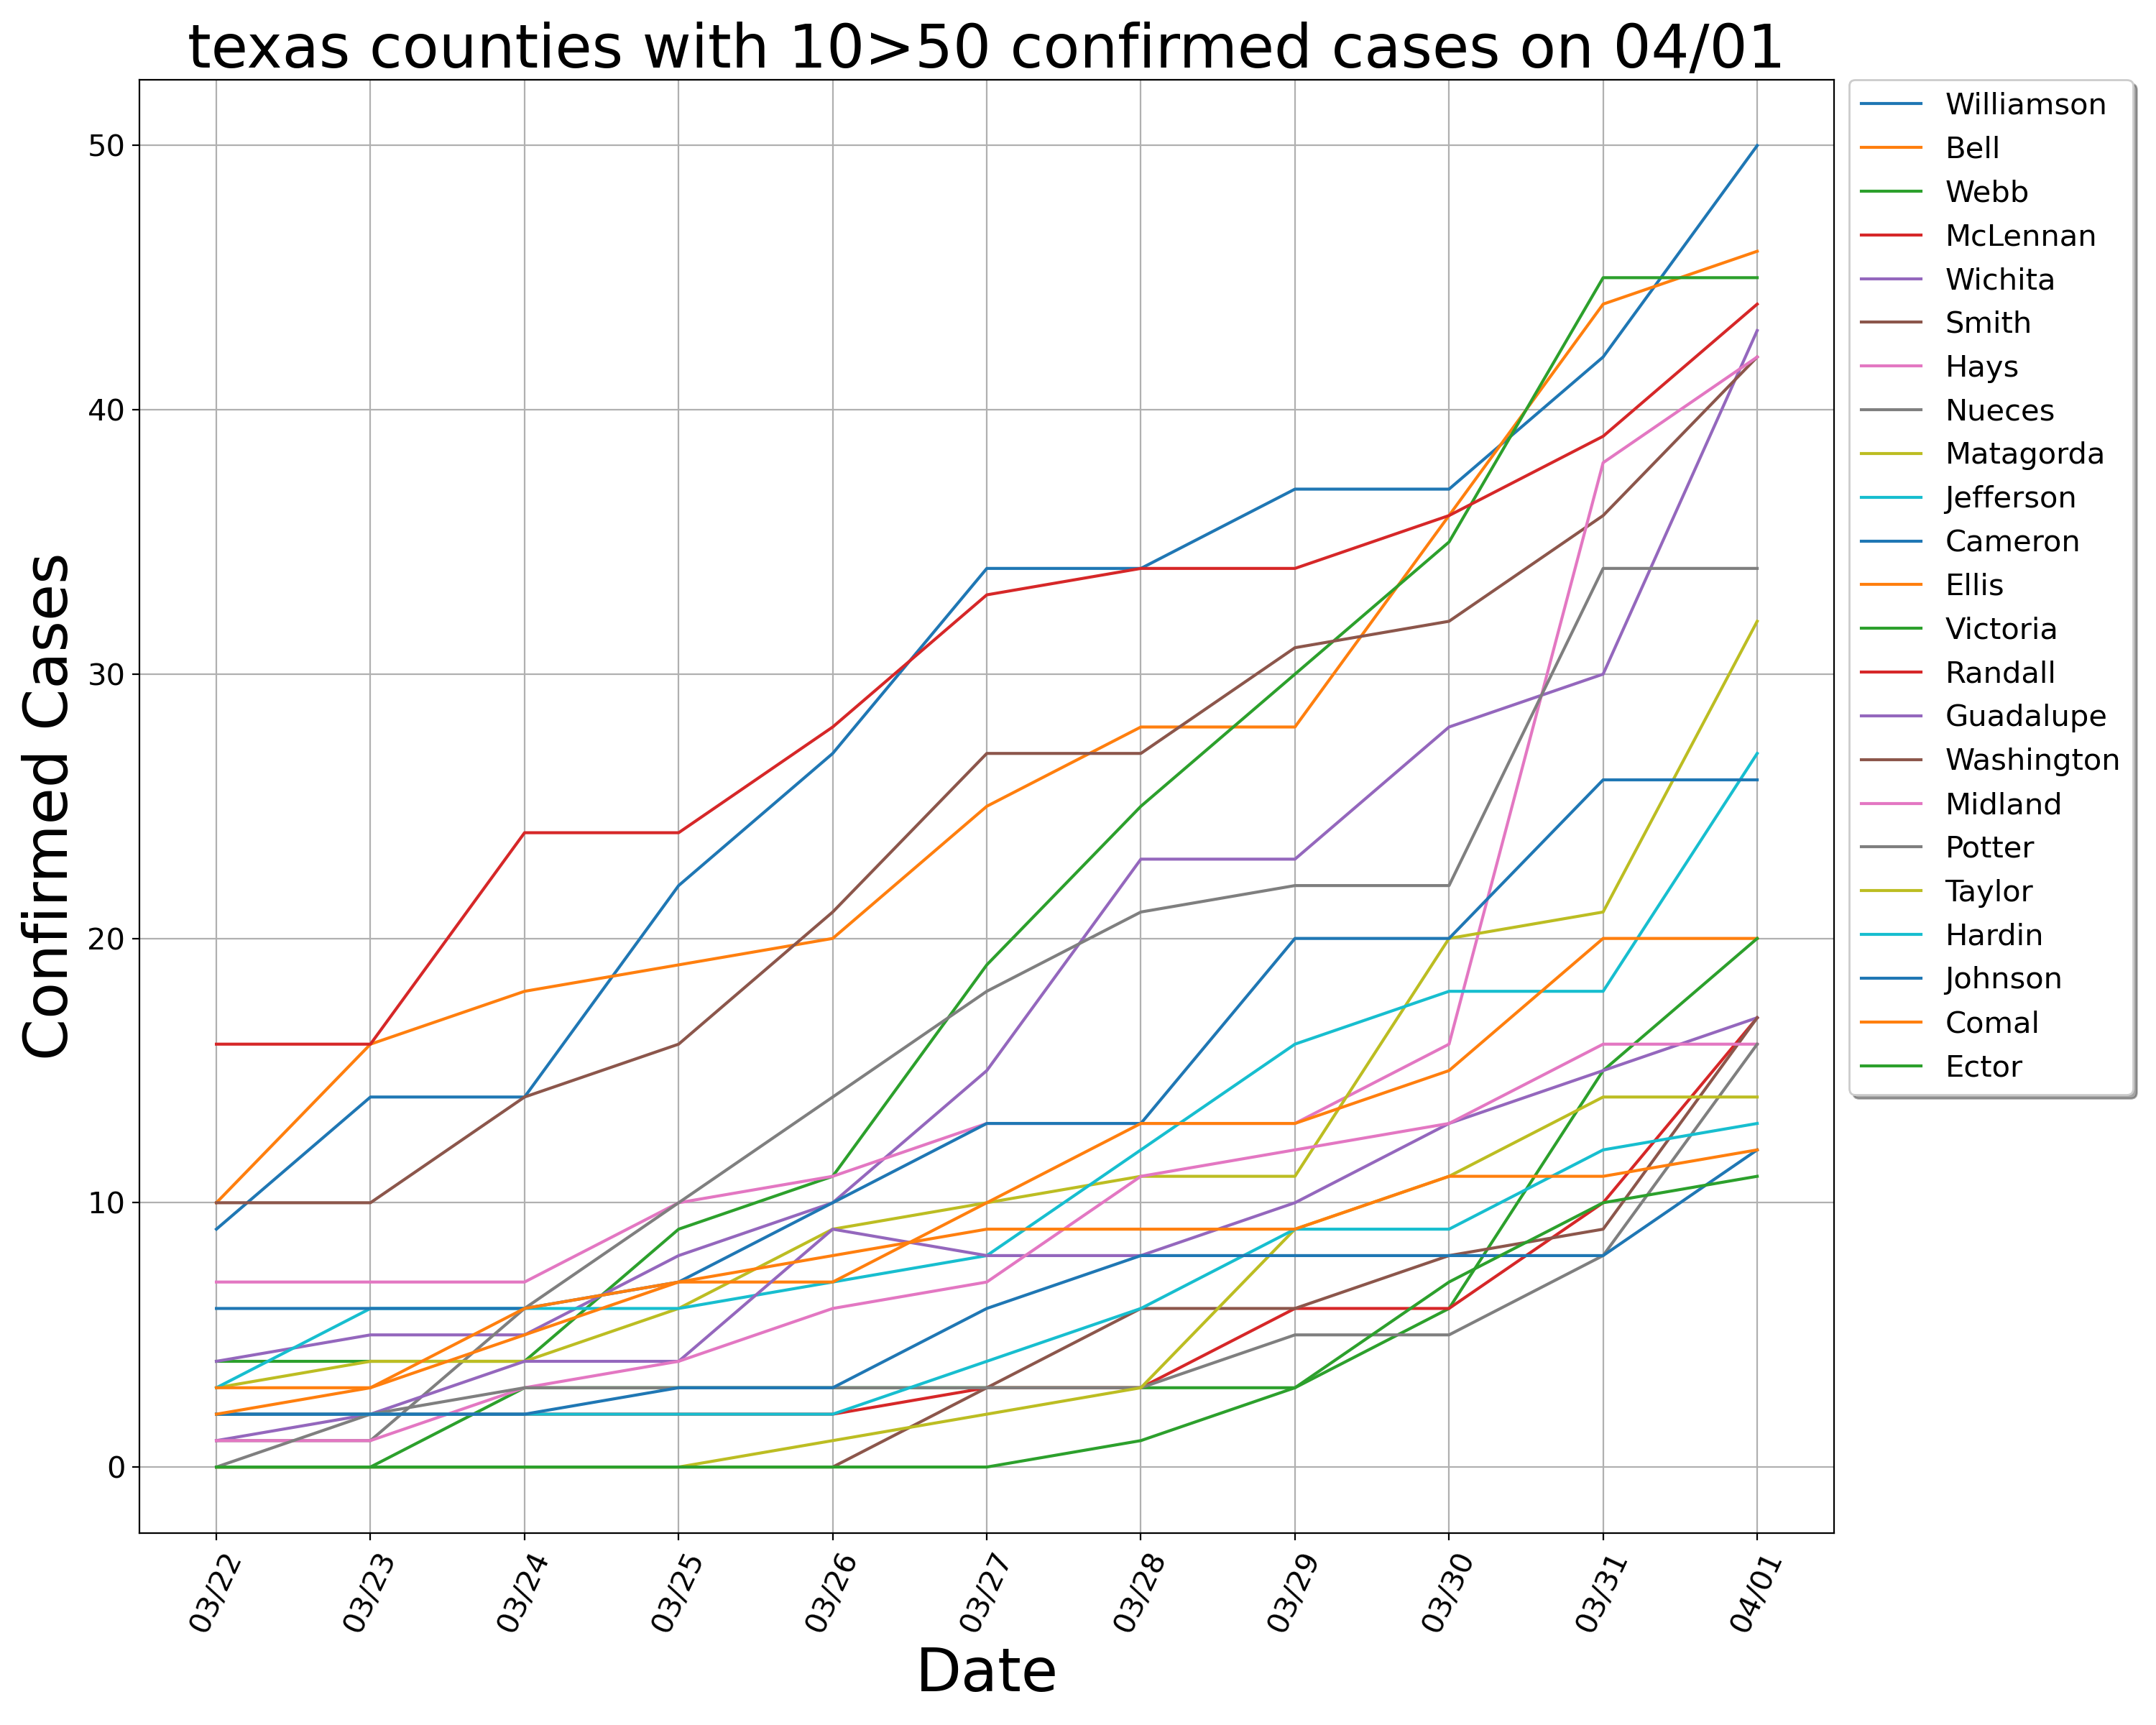 texas counties with 10>50 confirmed cases on 04/01
Confirmed Cases
50
40
30
20
10
0
03/22
03/23
03/24
03/25
03/26
03/27
03/28
03/29
03/30
03/31
04/01
Date
Williamson
Bell
Webb
McLennan
Wichita
Smith
Hays
Nueces
Matagorda
Jefferson
Cameron
Ellis
Victoria
Randall
Guadalupe
Washington
Midland
Potter
Taylor
Hardin
Johnson
Comal
Ector